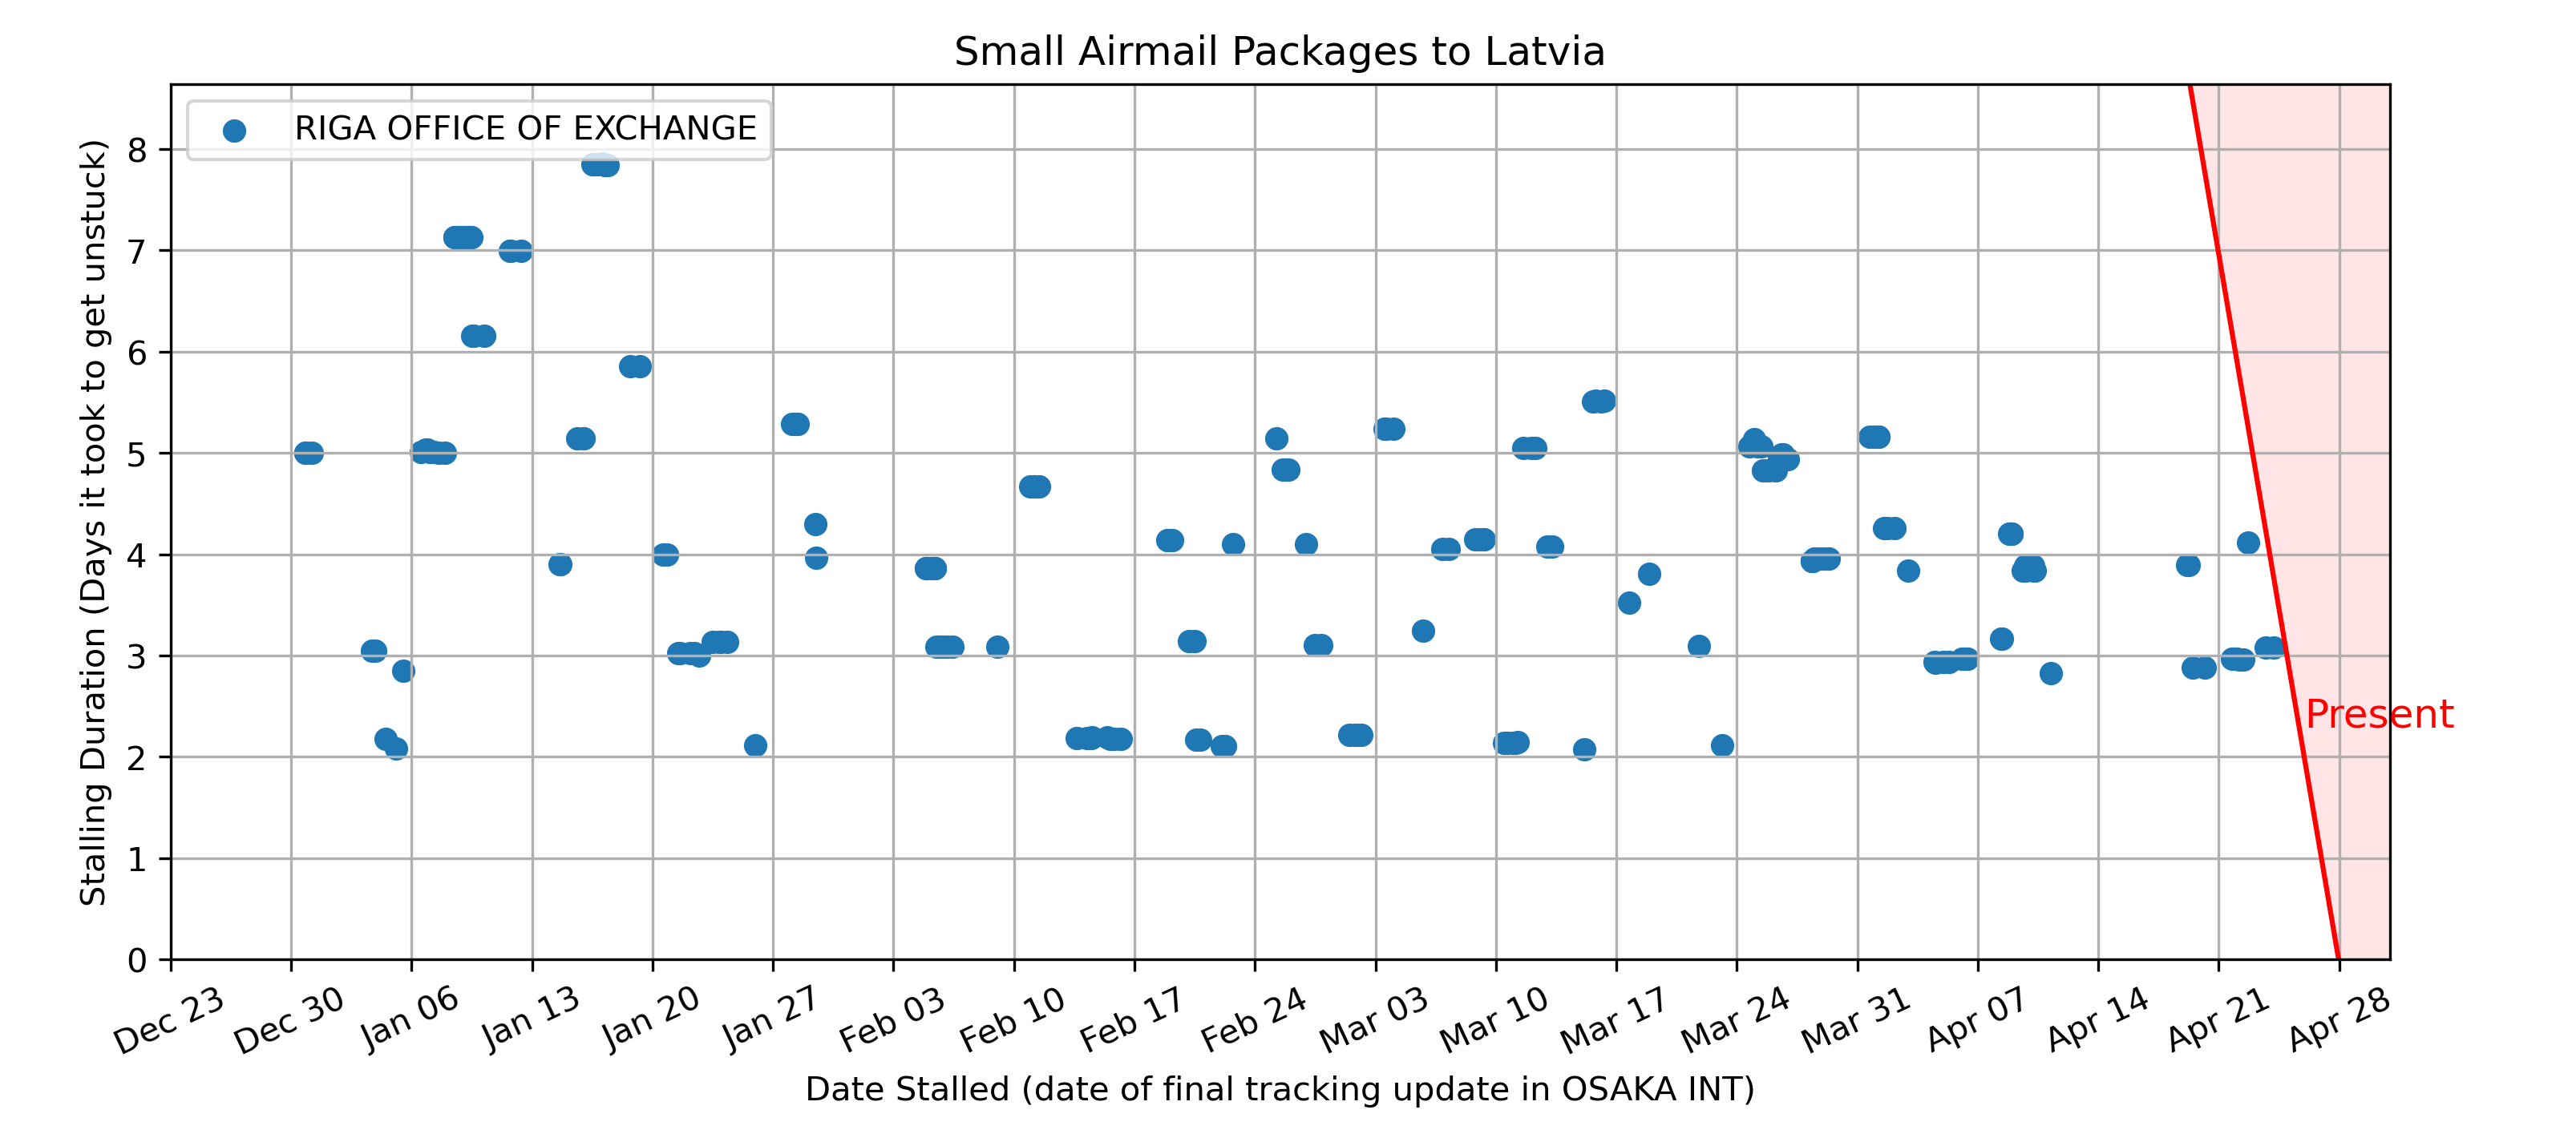 Small Airmail Packages to Latvia
RIGA OFFICE OF EXCHANGE
Stalling Duration (Days it took to get unstuck)
8
7
6
5
4
3
2
1
0
Present
Dec 23
Dec 30
Jan 06
Jan 13
Jan 20
Jan 27
Feb 03
Feb 10
Feb 17
Feb 24
Mar 03
Mar 10
Mar 17
Mar 24
Mar 31
Apr 07
Apr 14
Apr 21
Apr 28
Date Stalled (date of final tracking update in OSAKA INT)